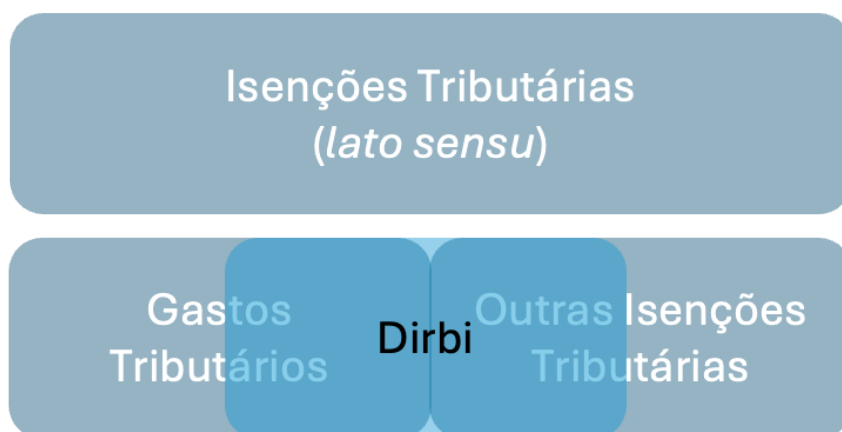 Isenções Tributárias
(lato sensu)
Gastos
Tributários
Dirbi
Outras Isenções
Tributárias